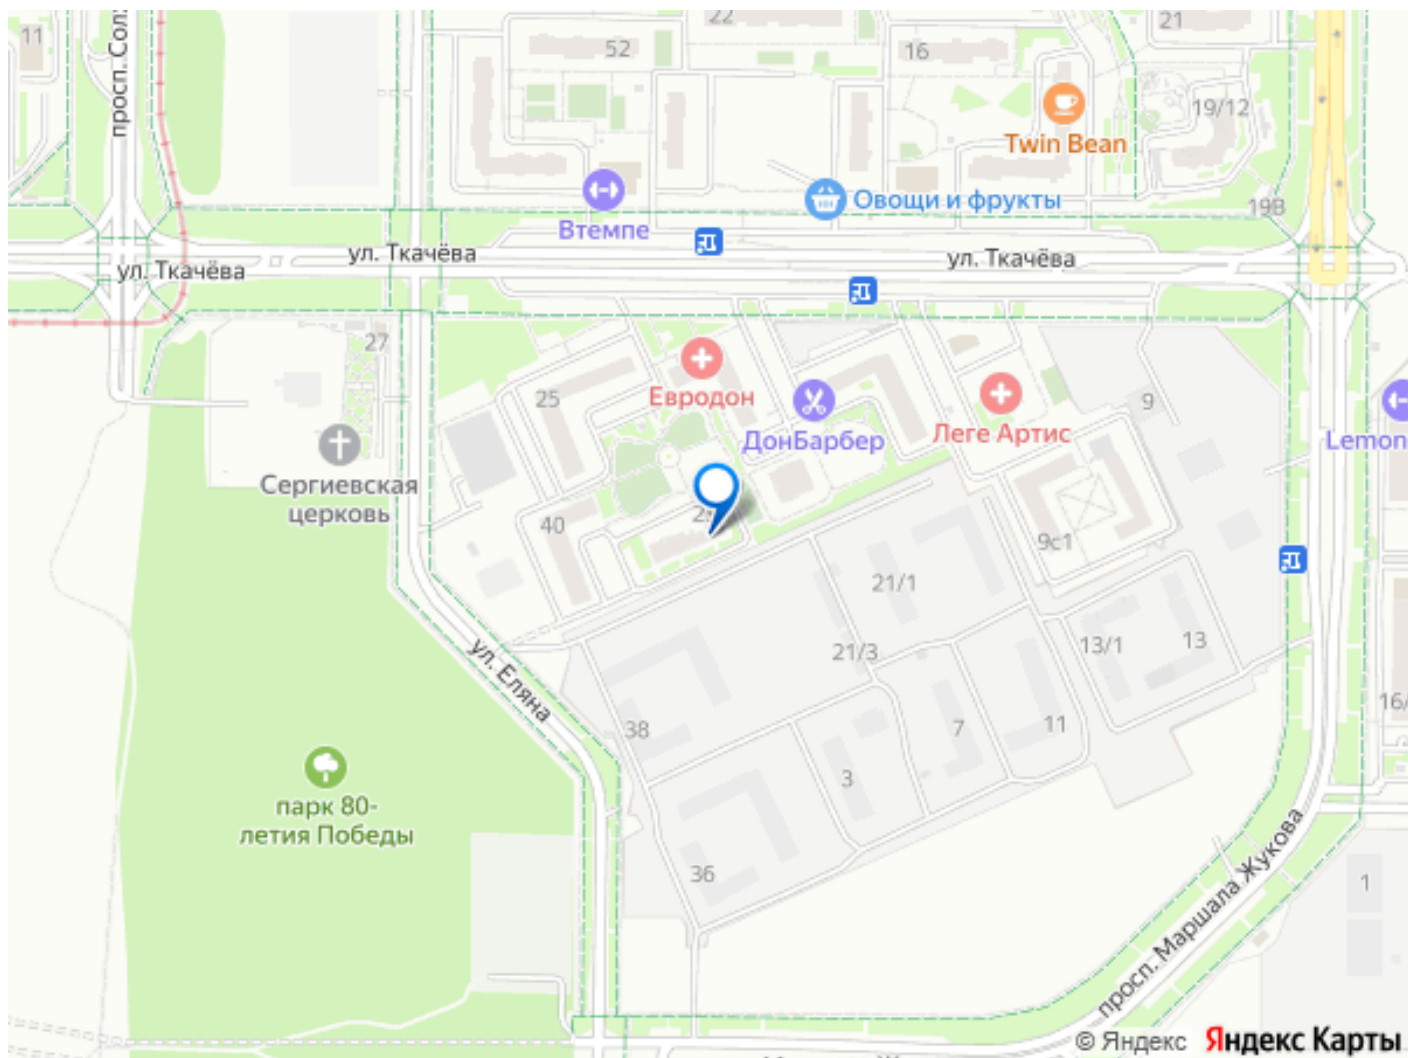 22
21
11
просп. Солж
52
16
19/12
Twin Bean
Овощи и фрукты
19В
Втемпе
ул. Ткачёва
ул. Ткачёва
ул. Ткачёва
27
Евродон
25
9
ДонБарбер
Леге Артис
Lemon
Сергиевская
церковь
40
9с1
21/1
21/3
13/1
13
ул. Еляна
38
7
11
16/
3
парк 80-
летия Победы
36
1
просп. Маршала Жукова
© Яндекс Яндекс Карты